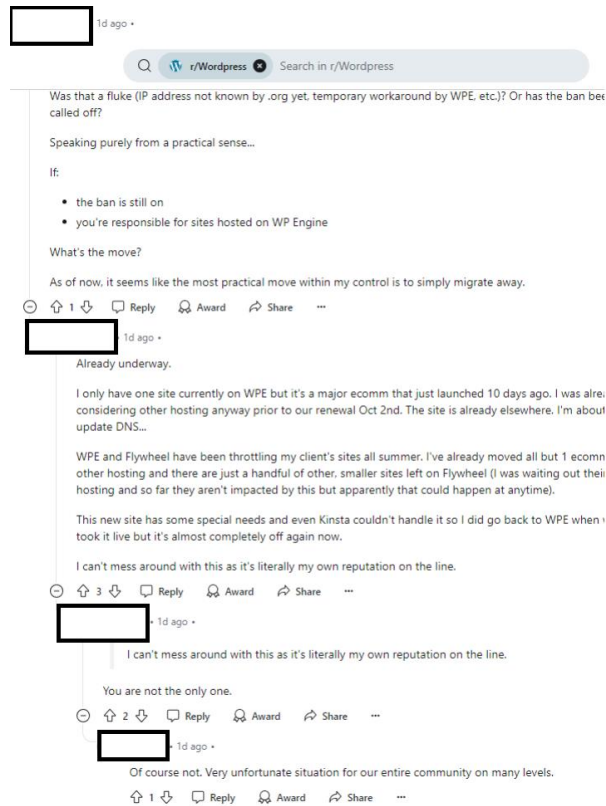 1d ago •
r/Wordpress Search in r/Wordpress
Was that a fluke (IP address not known by .org yet, temporary workaround by WPE, etc.)? Or has the ban
called off?
Speaking purely from a practical sense...
If:
• the ban is still on
• you're responsible for sites hosted on WP Engine
What's the move?
As of now, it seems like the most practical move within my control is to simply migrate away.
1 Reply Award Share ...
• 1d ago •
Already underway.
I only have one site currently on WPE but it's a major ecomm that just launched 10 days ago. I was
considering other hosting anyway prior to our renewal Oct 2nd. The site is already elsewhere. I'm about
update DNS...
WPE and Flywheel have been throttling my client's sites all summer. I've already moved all but 1
other hosting and there are just a handful of other, smaller sites left on Flywheel (I was waiting out
hosting and so far they aren't impacted by this but apparently that could happen at anytime).
This new site has some special needs and even Kinsta couldn't handle it so I did go back to WPE when
took it live but it's almost completely off again now.
I can't mess around with this as it's literally my own reputation on the line.
3 Reply Award Share ...
• 1d ago •
I can't mess around with this as it's literally my own reputation on the line.
You are not the only one.
2 Reply Award Share ...
• 1d ago •
Of course not. Very unfortunate situation for our entire community on many levels.
1 Reply Award Share ...